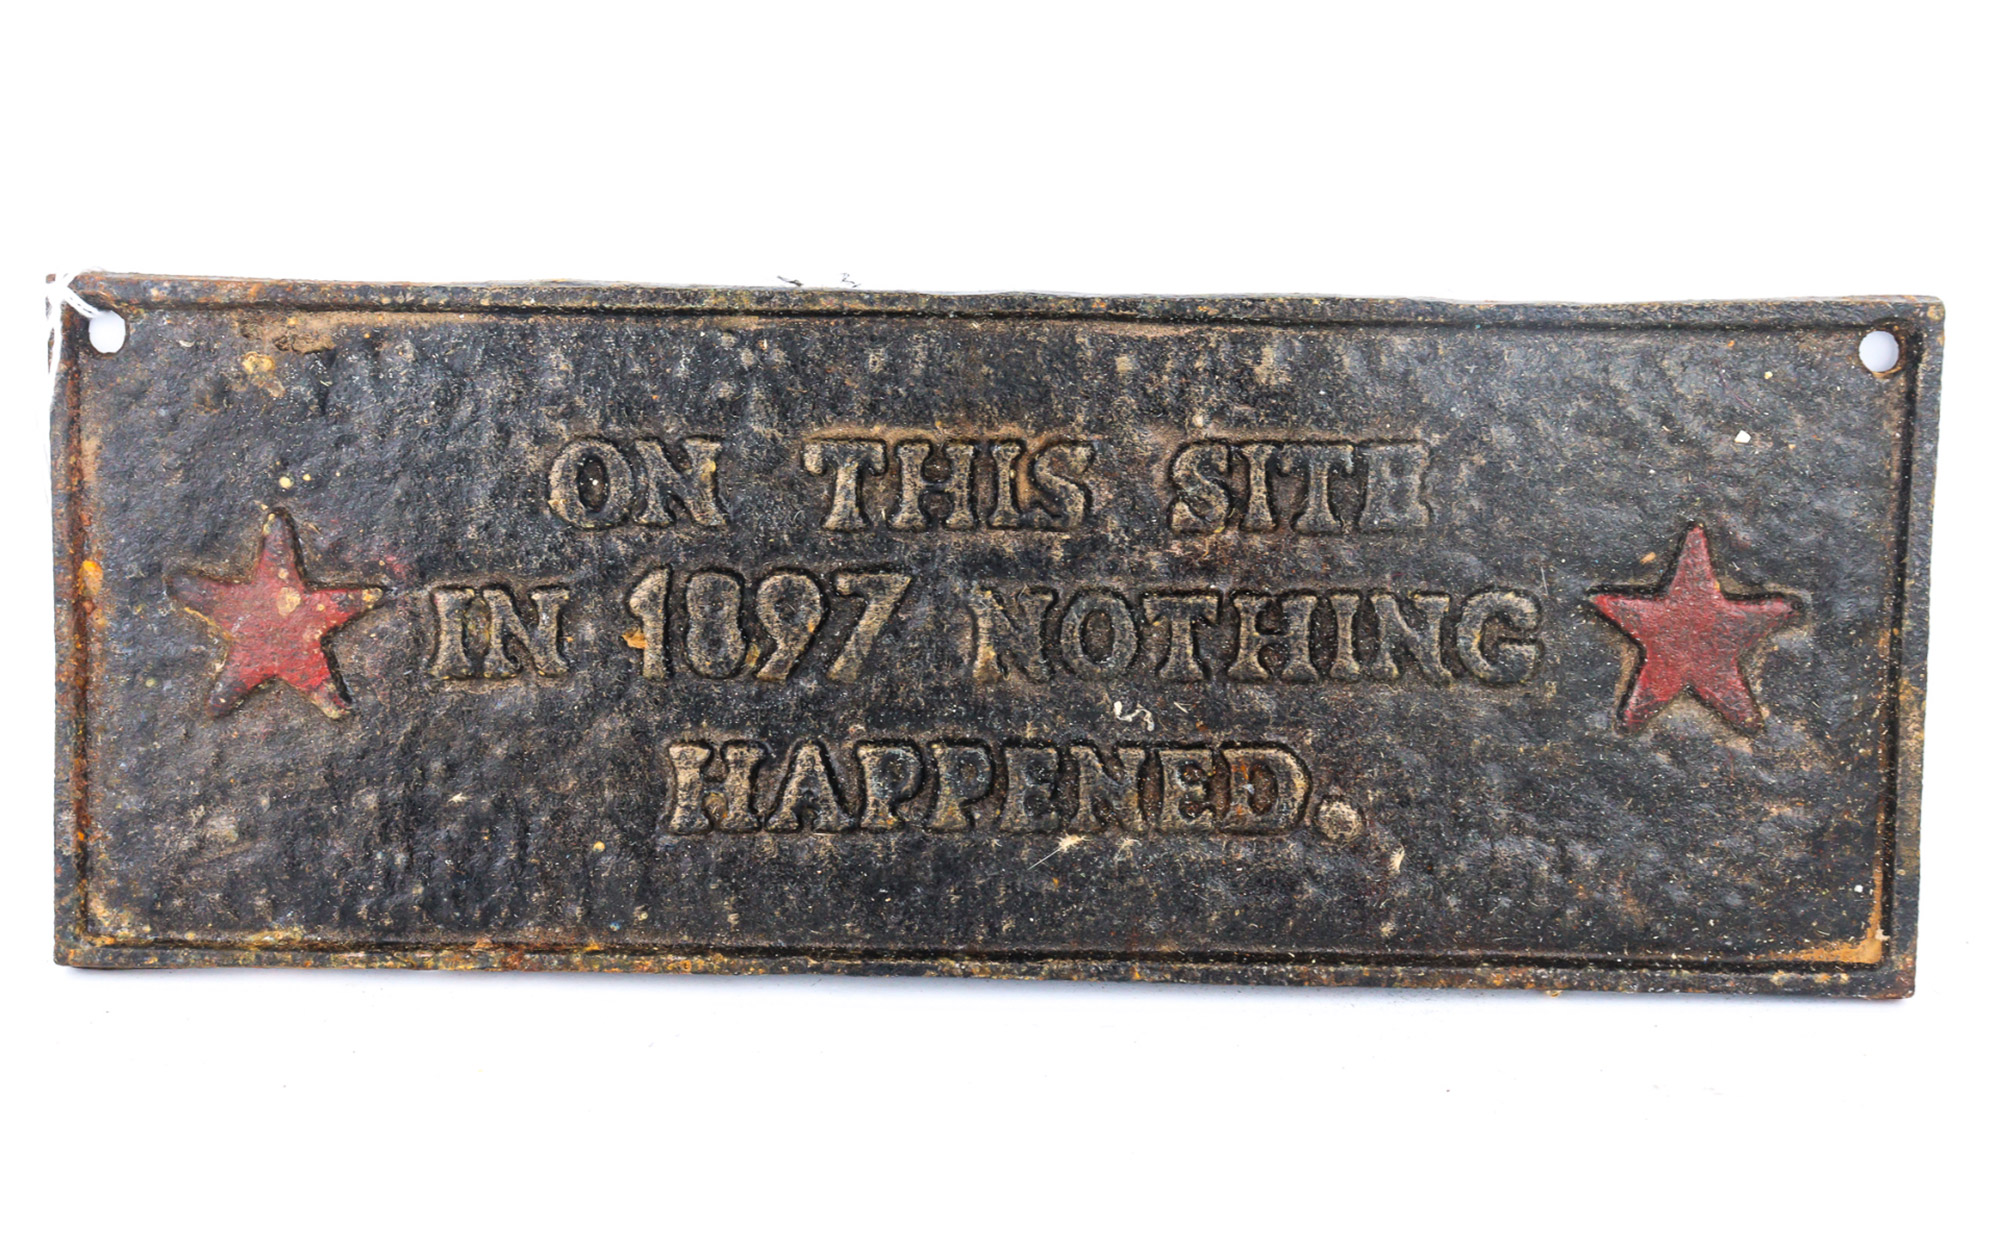 ON THIS SITE
IN 1897 NOTHING
HAPPENED.